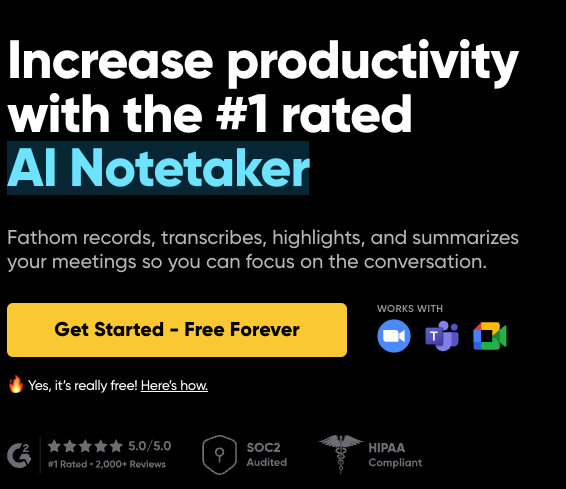 Increase productivity
with the #1 rated
AI Notetaker
Fathom records, transcribes, highlights, and summarizes
your meetings so you can focus on the conversation.
Get Started - Free Forever
WORKS WITH
T
Yes, it's really free! Here's how.
G2
5.0/5.0
#1 Rated • 2,000+ Reviews
SOC2
Audited
HIPAA
Compliant